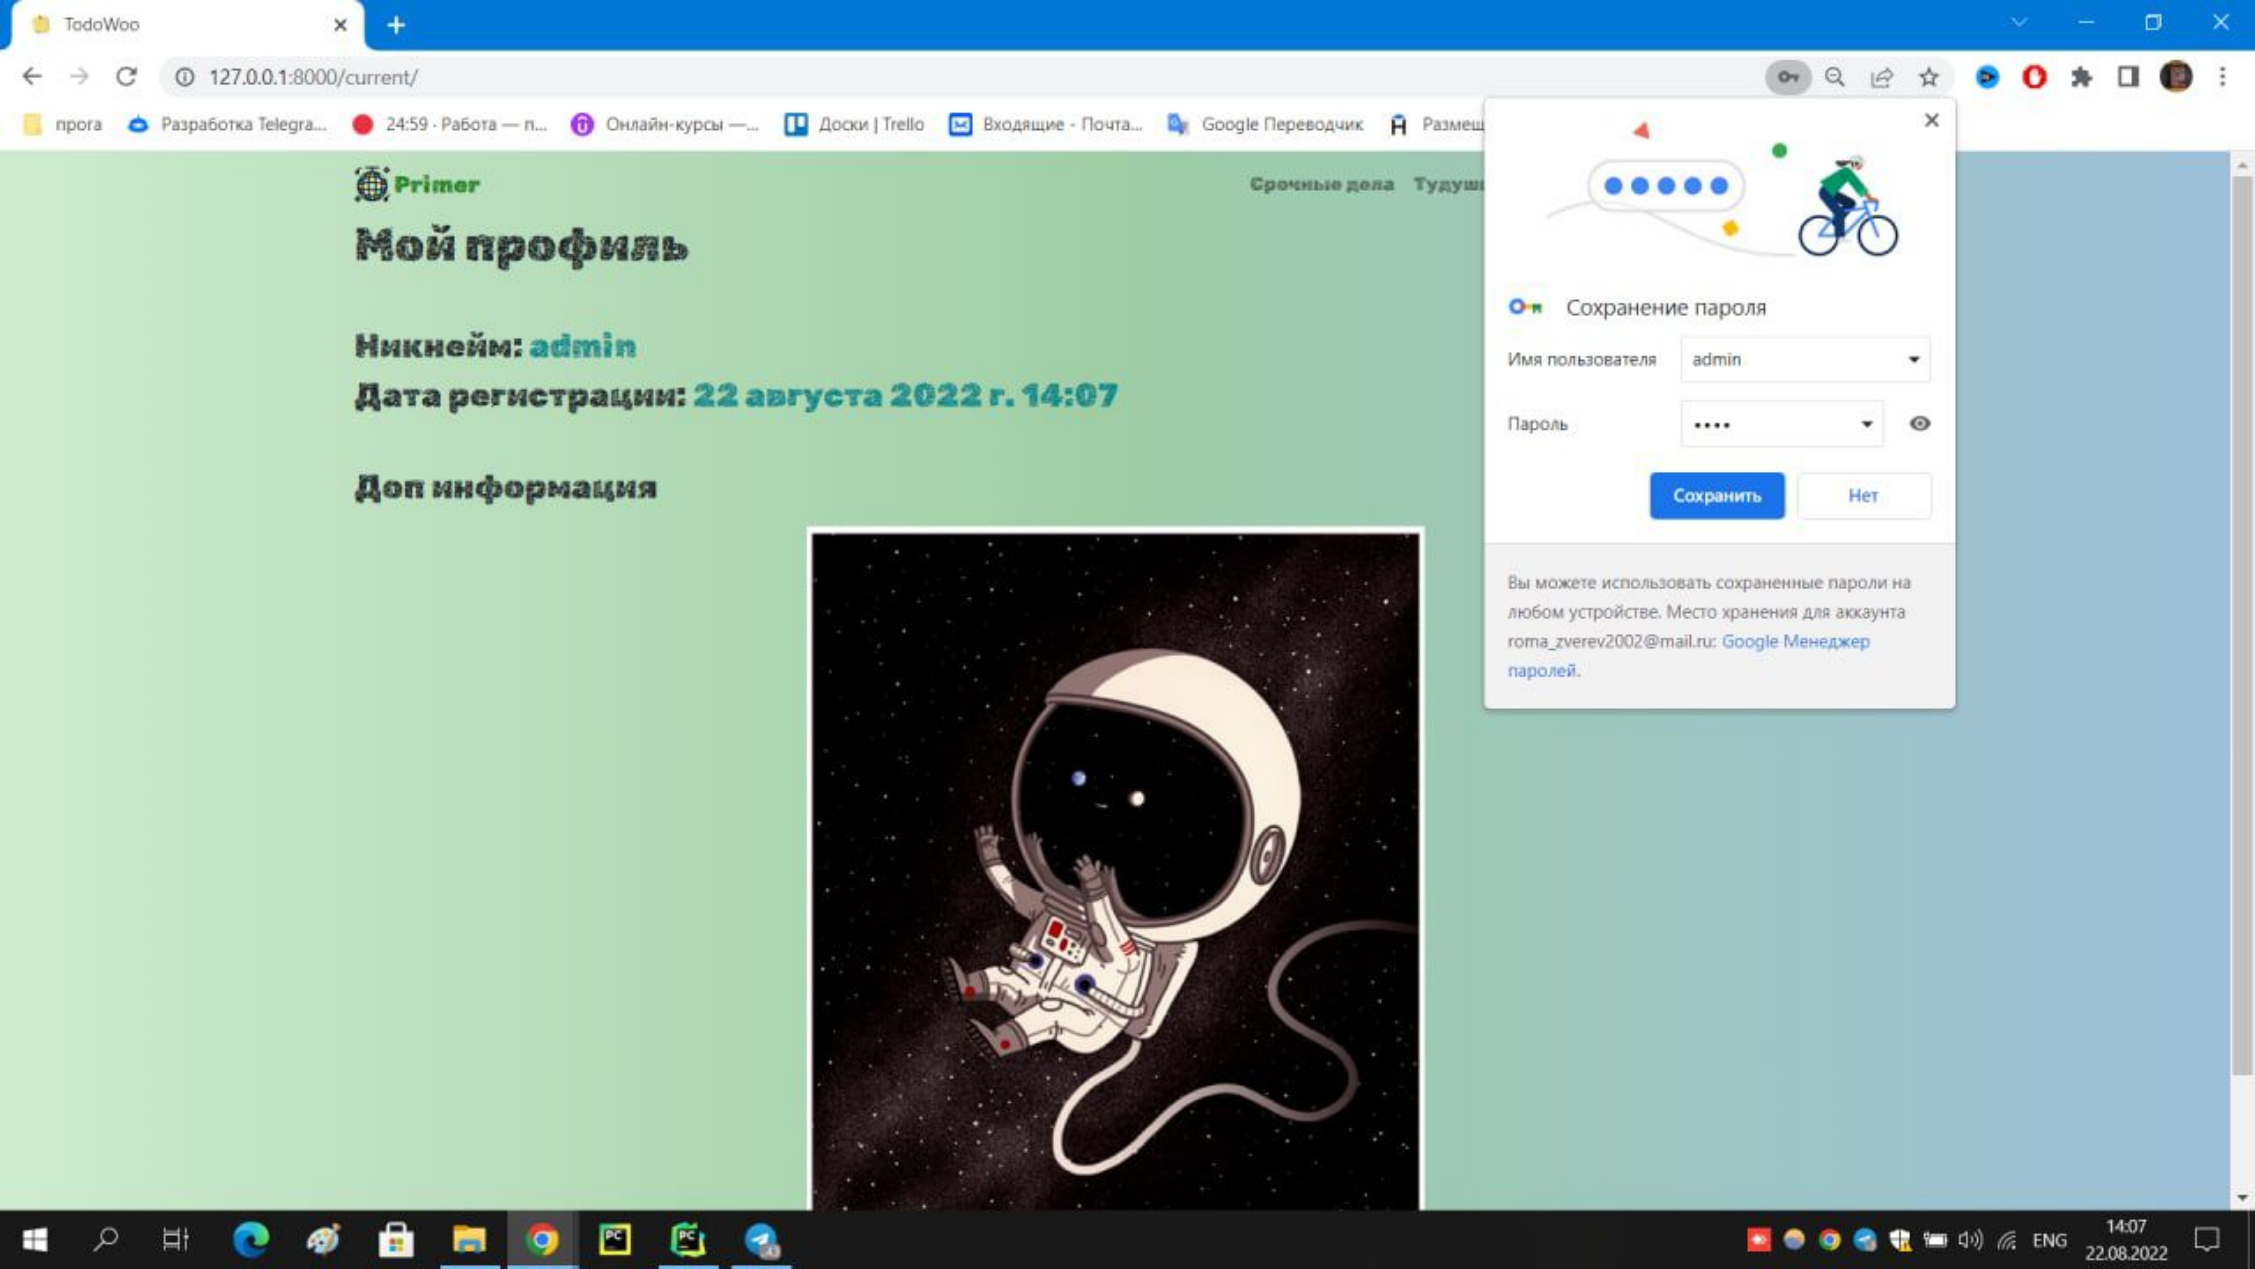 TodoWoo
127.0.0.1:8000/current/
прога
Разработка Telegra...
24:59 · Работа — п...
Онлайн-курсы —...
Доски | Trello
Входящие - Почта...
Google Переводчик
Размещ
Primer
Срочные дела
Тудуш
Мой профиль
Никнейм: admin
Дата регистрации: 22 августа 2022 г. 14:07
Доп информация
Сохранение пароля
Имя пользователя
admin
Пароль
••••
Сохранить
Нет
Вы можете использовать сохраненные пароли на
любом устройстве. Место хранения для аккаунта
roma_zverev2002@mail.ru: Google Менеджер
паролей.
PC
PC
ENG
14:07
22.08.2022